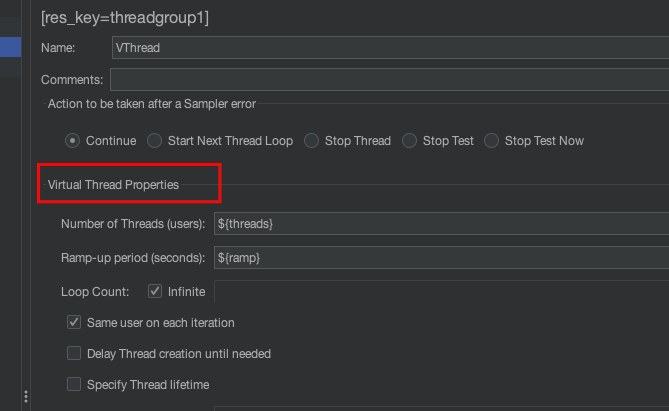 [res_key=threadgroup1]
Name: VThread
Comments:
Action to be taken after a Sampler error
Continue Start Next Thread Loop Stop Thread Stop Test Stop Test Now
Virtual Thread Properties
Number of Threads (users): ${threads}
Ramp-up period (seconds): ${ramp}
Loop Count: Infinite
Same user on each iteration
Delay Thread creation until needed
Specify Thread lifetime